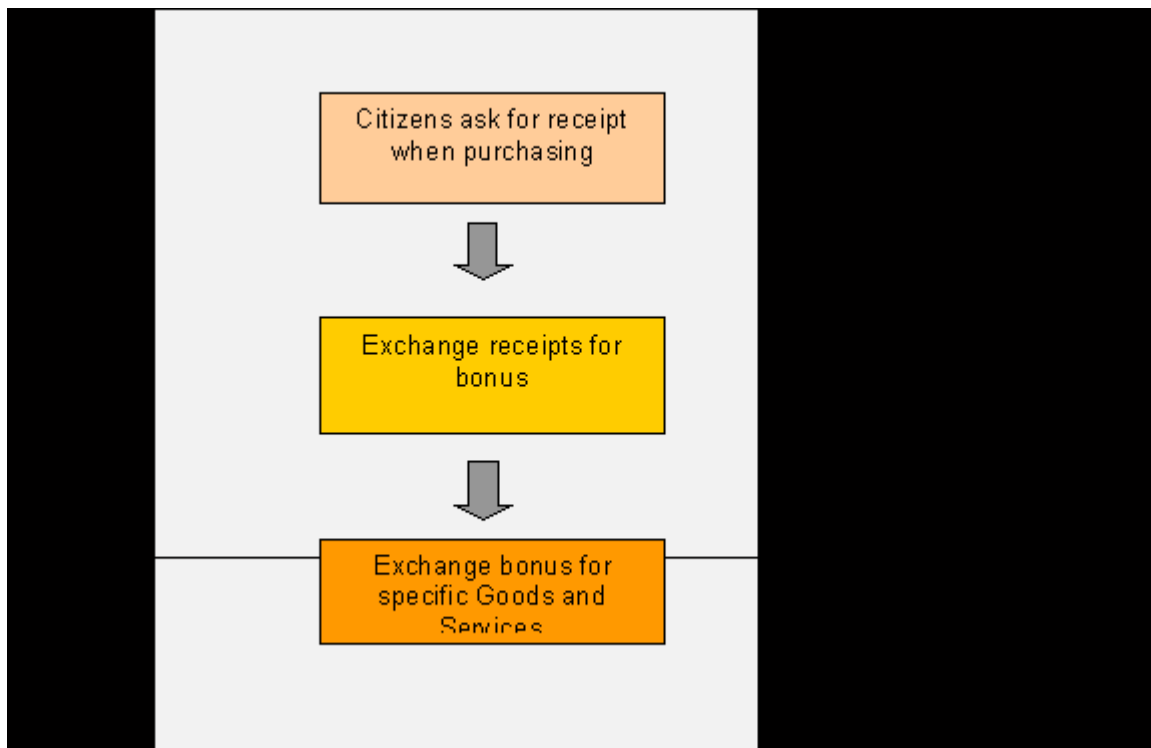 Citizens ask for receipt
when purchasing
Exchange receipts for
bonus
Exchange bonus for
specific Goods and
Services